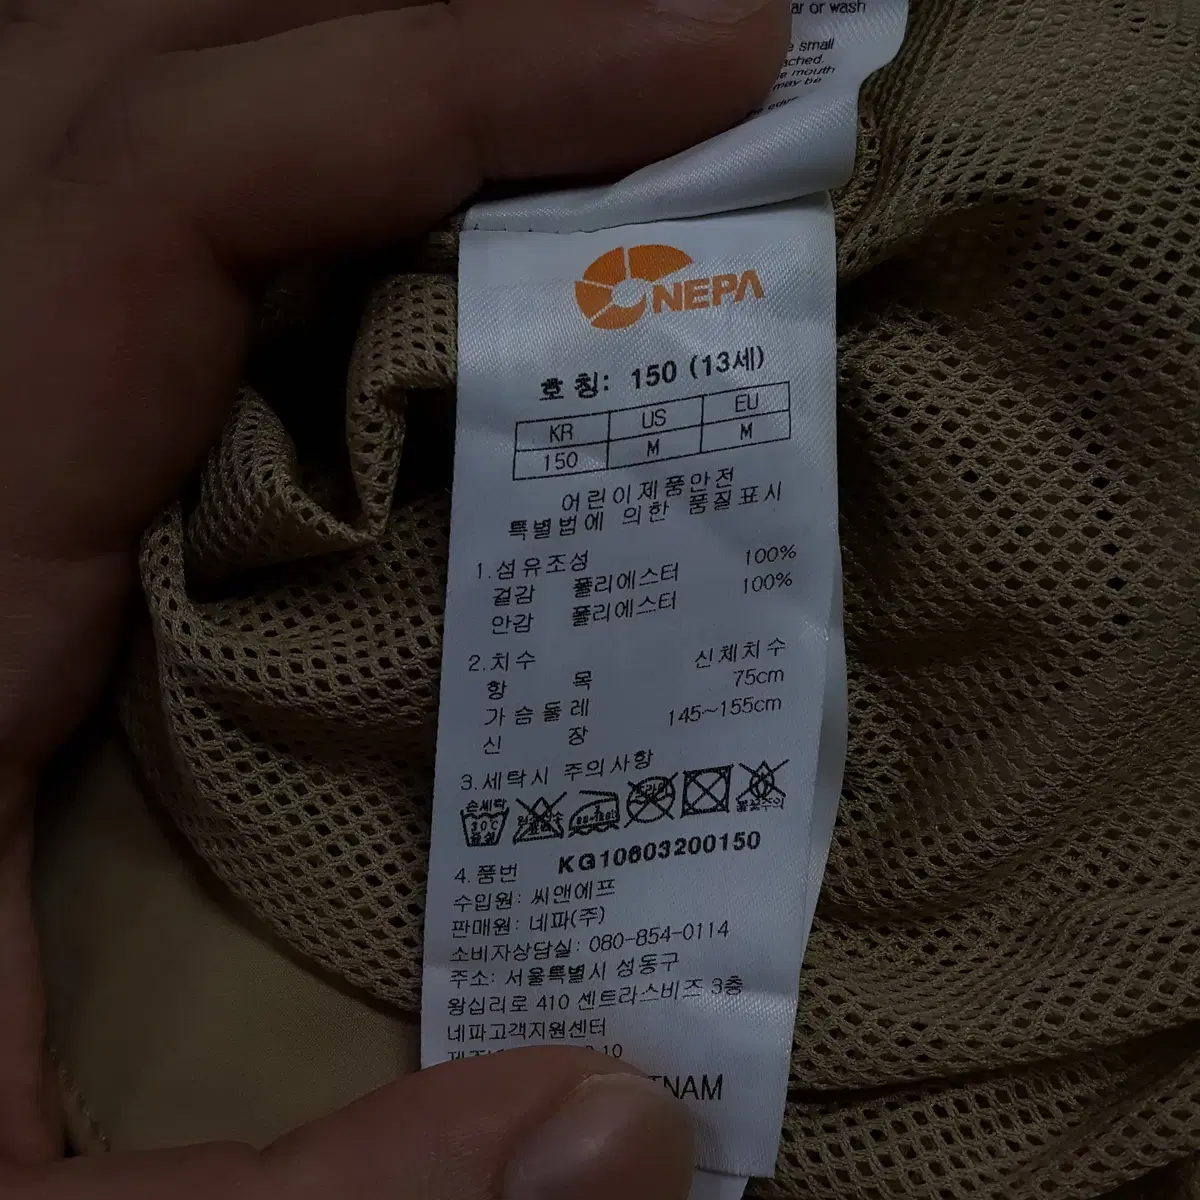 ar or wash
small
ached.
mouth
may be
NEPA
호 칭: 150 (13세)
KR US EU
150 M M
어린이제품안전
특별법에 의한 품질표시
1.섬유조성
겉감 폴리에스터 100%
안감 폴리에스터 100%
2.치수
항 목 신체치수
가슴둘레 75cm
신 장 145~155cm
3.세탁시 주의사항
손세탁
30℃
80~120℃
4.품번 KG10603200150
수입원: 씨앤에프
판매원: 네파(주)
소비자상담실: 080-854-0114
주소: 서울특별시 성동구
왕십리로 410 센트라스비즈 3층
네파고객지원센터
10
TNAM